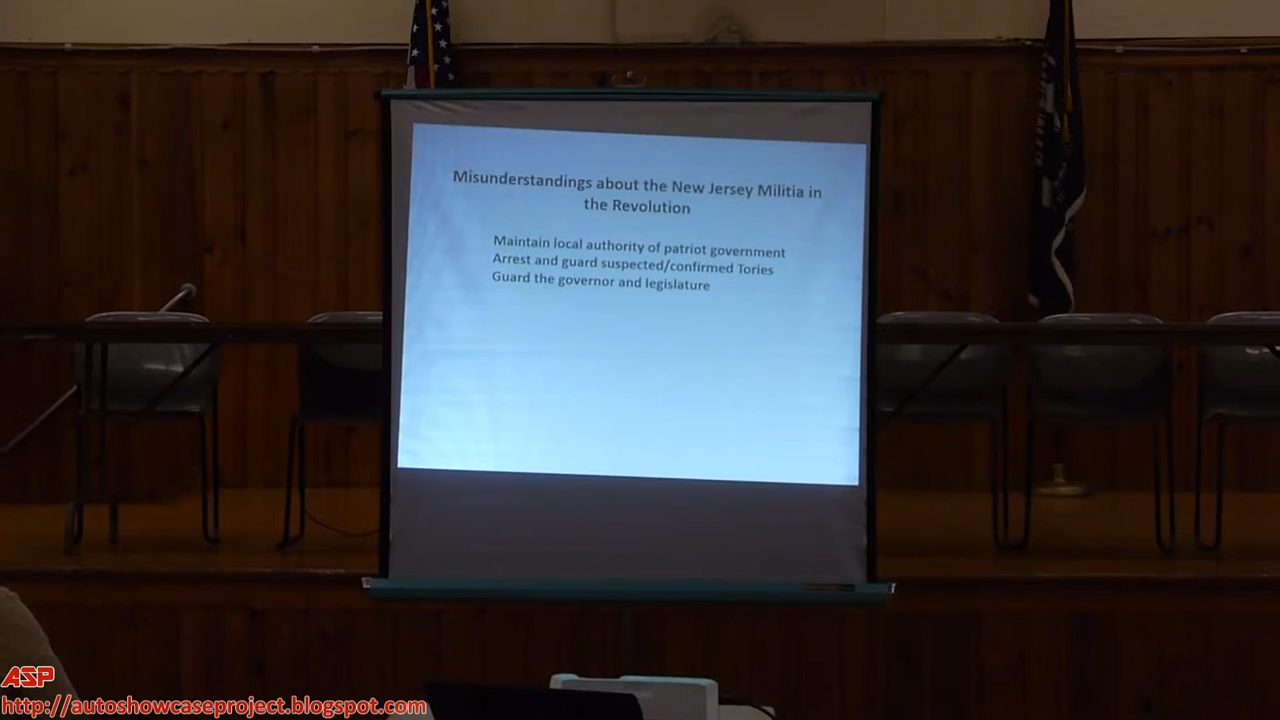 Misunderstandings about the New Jersey Militia in
the Revolution
Maintain local authority of patriot government
Arrest and guard suspected/confirmed Tories
Guard the governor and legislature
ASP
http://autoshowcaseproject.blogspot.com